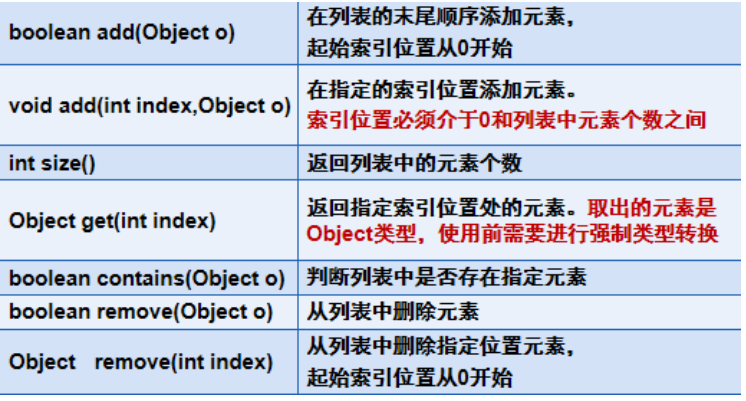 boolean add(Object o)
在列表的末尾顺序添加元素，
起始索引位置从0开始
void add(int index,Object o)
在指定的索引位置添加元素。
索引位置必须介于0和列表中元素个数之间
int size()
返回列表中的元素个数
Object get(int index)
返回指定索引位置处的元素。取出的元素是
Object类型，使用前需要进行强制类型转换
boolean contains(Object o)
判断列表中是否存在指定元素
boolean remove(Object o)
从列表中删除元素
Object   remove(int index)
从列表中删除指定位置元素，
起始索引位置从0开始